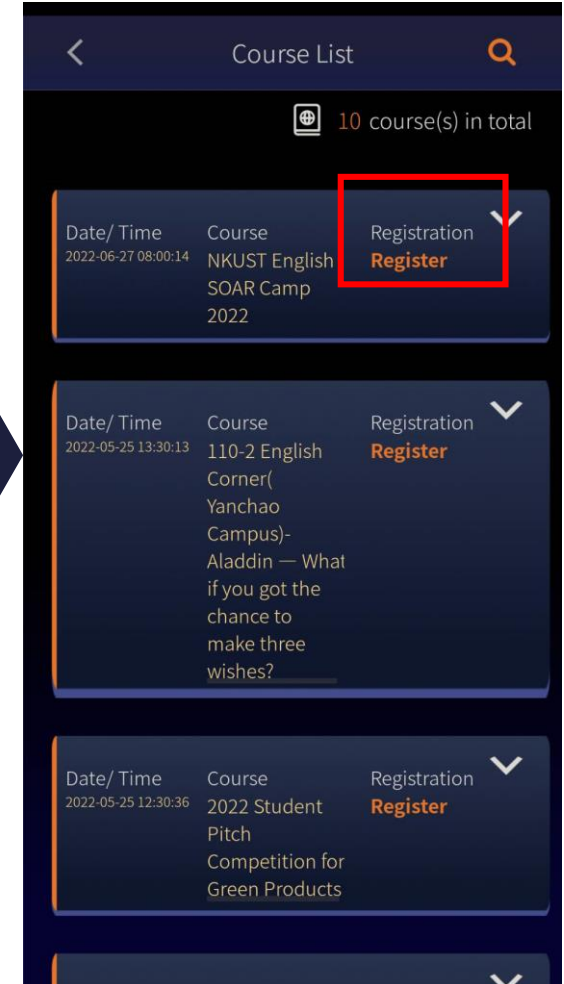 Course List
10 course(s) in total
Date/ Time
2022-06-27 08:00:14
Course
NKUST English
SOAR Camp
2022
Registration
Register
Date/ Time
2022-05-25 13:30:13
Course
110-2 English
Corner(
Yanchao
Campus)-
Aladdin — What
if you got the
chance to
make three
wishes?
Registration
Register
Date/ Time
2022-05-25 12:30:36
Course
2022 Student
Pitch
Competition for
Green Products
Registration
Register